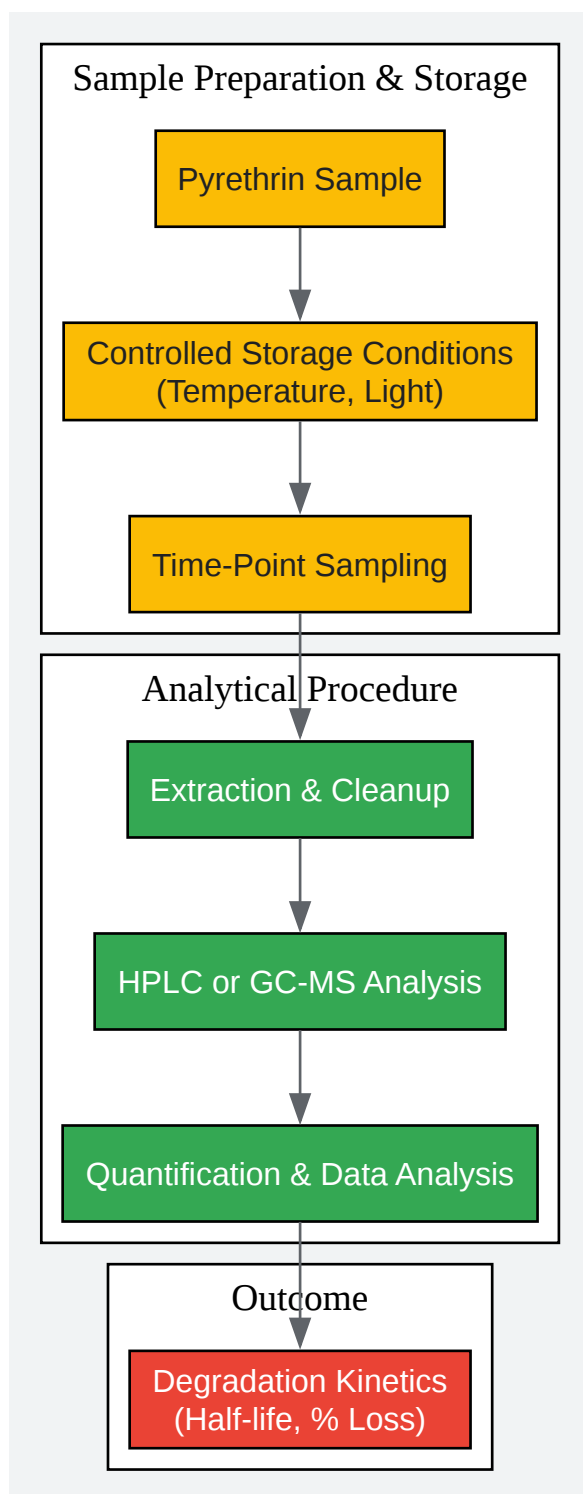 Sample Preparation & Storage
Pyrethrin Sample
Controlled Storage Conditions
(Temperature, Light)
Time-Point Sampling
Analytical Procedure
Extraction & Cleanup
HPLC or GC-MS Analysis
Quantification & Data Analysis
Outcome
Degradation Kinetics
(Half-life, % Loss)